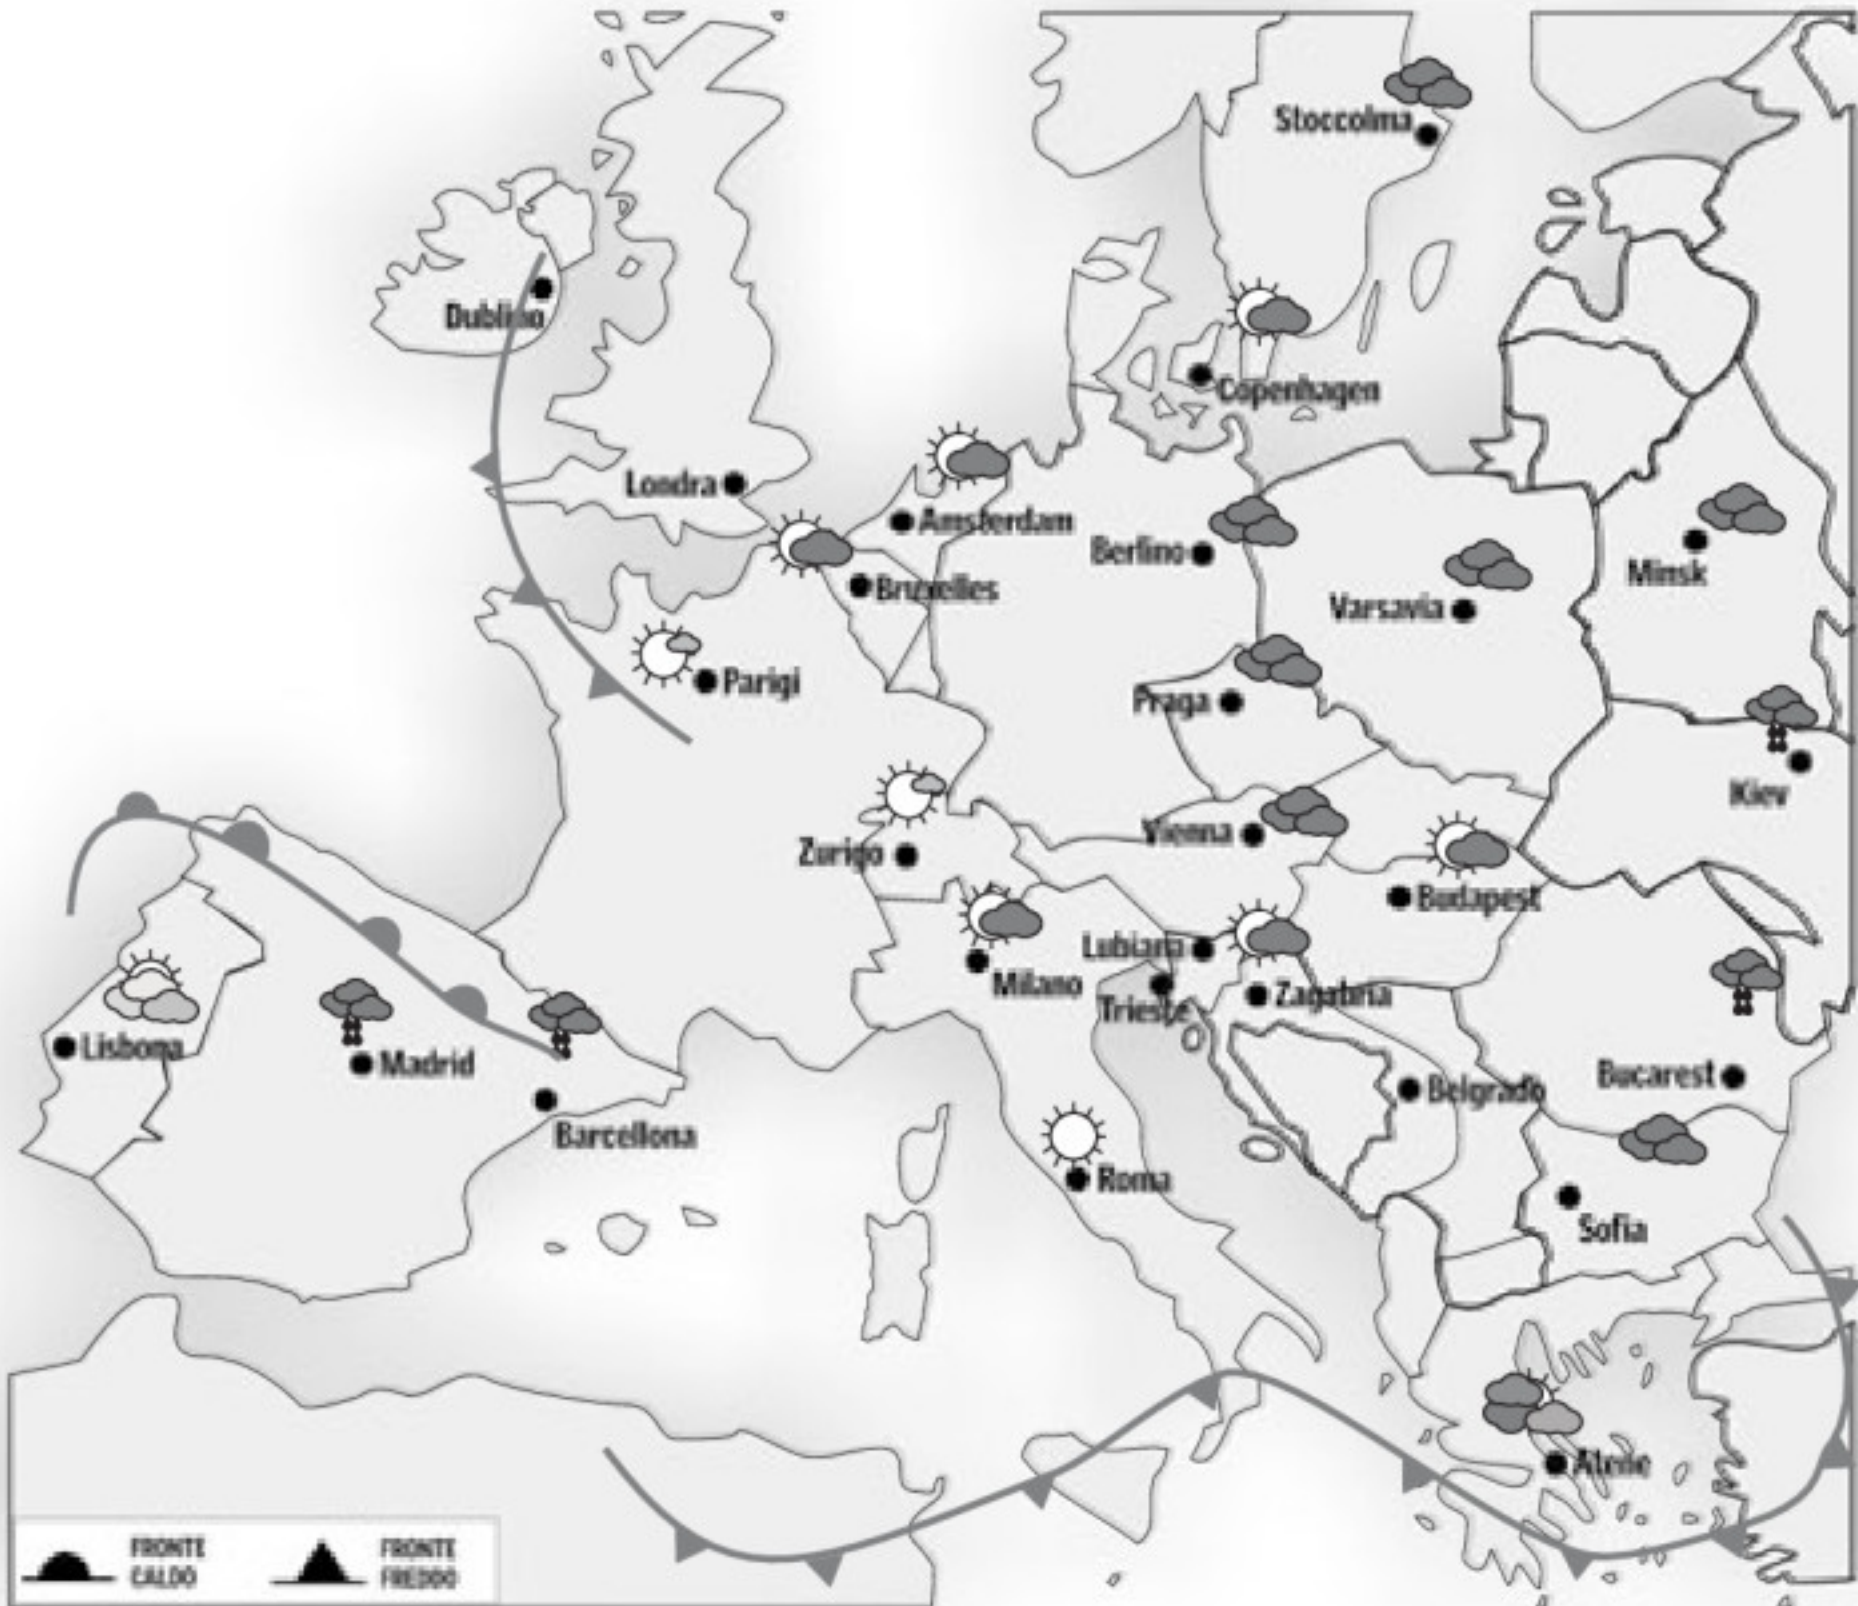 Stoccolma
Dublino
Copenhagen
Londra
Amsterdam
Berlino
Minsk
Bruxelles
Varsavia
Parigi
Praga
Kiev
Vienna
Zurigo
Budapest
Lubiana
Milano
Zagabria
Trieste
Lisbona
Madrid
Bucarest
Belgrado
Barcellona
Roma
Sofia
Atene
FRONTE
CALDO
FRONTE
FREDDO